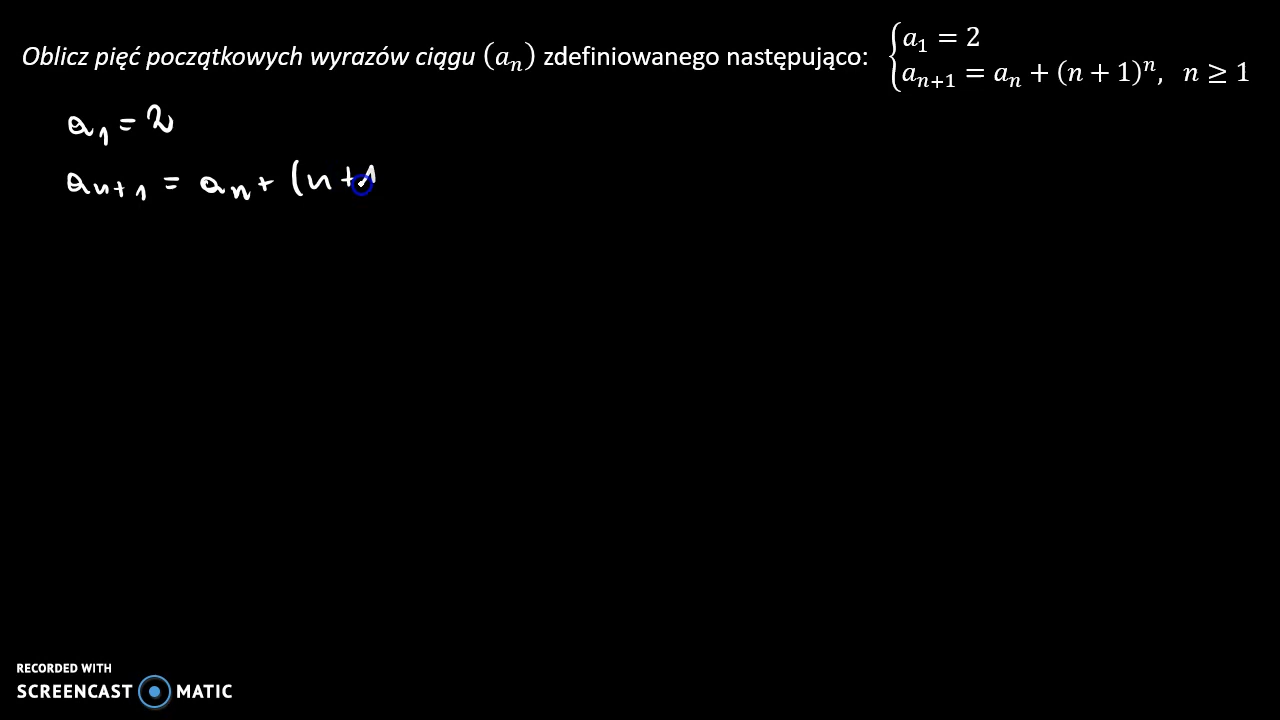 Oblicz pięć początkowych wyrazów ciągu (aₙ) zdefiniowanego następująco: { a₁ = 2
aₙ₊₁ = aₙ + (n + 1)ⁿ, n ≥ 1
a₁ = 2
aₙ₊₁ = aₙ + (n + 1
RECORDED WITH
SCREENCAST MATIC